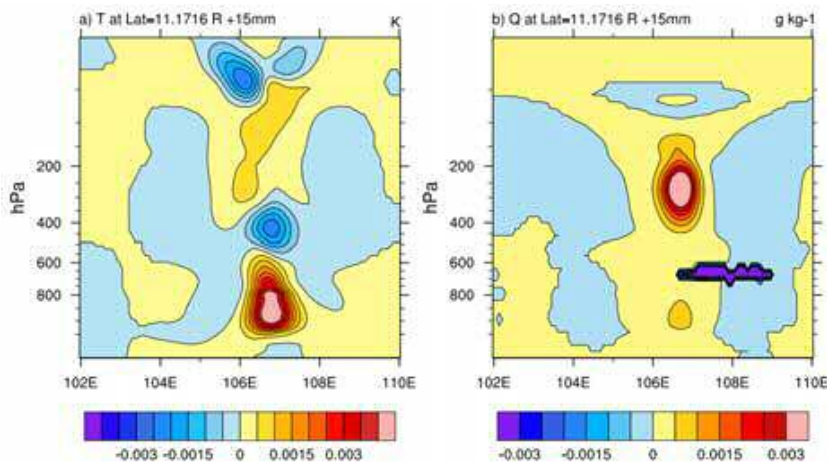 a) T at Lat=11.1716 R +15mm K
b) Q at Lat=11.1716 R +15mm g kg-1
hPa
200
400
600
800
102E 104E 106E 108E 110E
-0.003 -0.0015 0 0.0015 0.003
hPa
200
400
600
800
102E 104E 106E 108E 110E
-0.003 -0.0015 0 0.0015 0.003